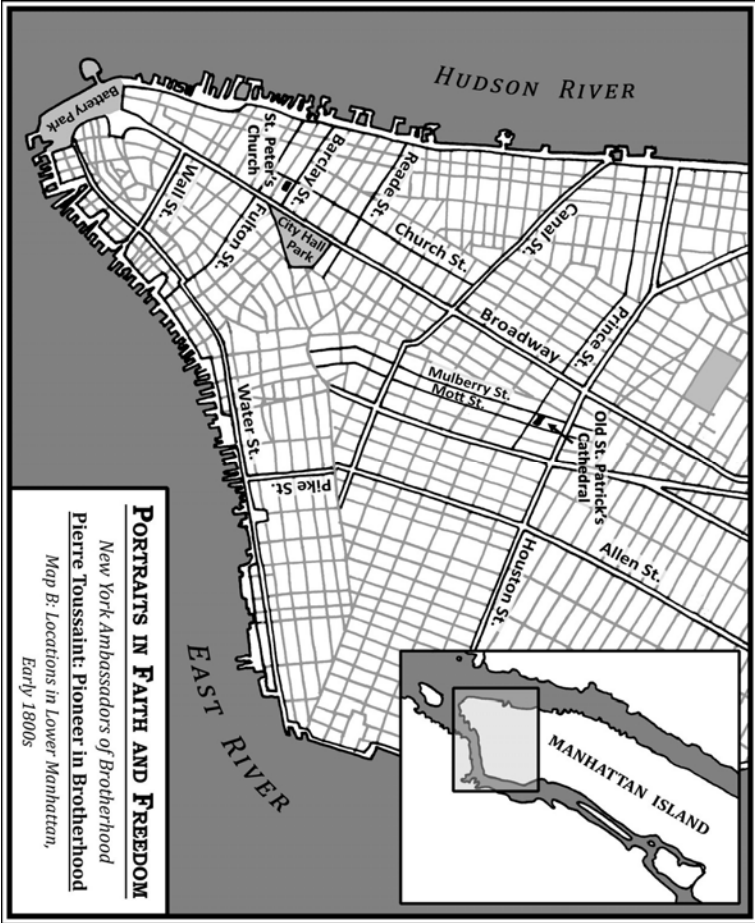 HUDSON RIVER
Battery Park
St. Peter's
Church
Barclay St.
Reade St.
Wall St.
Fulton St.
City Hall
Park
Church St.
Canal St.
Broadway
Prince St.
Mulberry St.
Mott St.
Old St. Patrick's
Cathedral
Water St.
Pike St.
Allen St.
Houston St.
EAST RIVER
MANHATTAN ISLAND
PORTRAITS IN FAITH AND FREEDOM
New York Ambassadors of Brotherhood
Pierre Toussaint: Pioneer in Brotherhood
Map B: Locations in Lower Manhattan,
Early 1800s